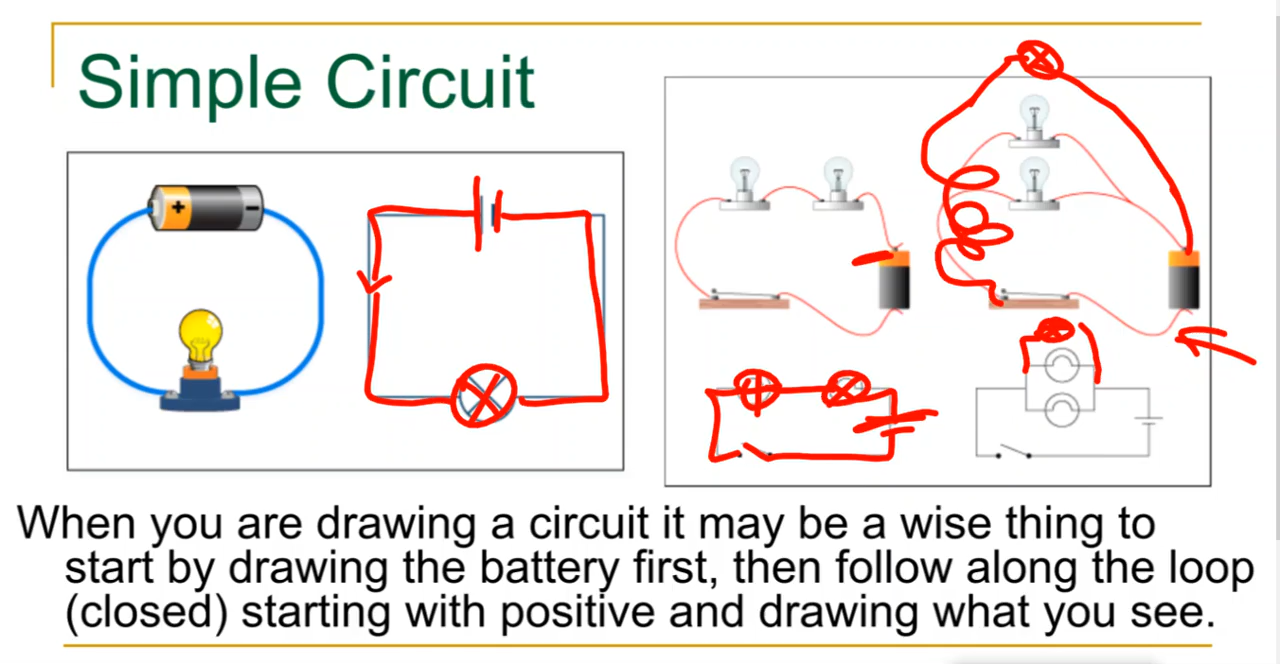 Simple Circuit
+ −
When you are drawing a circuit it may be a wise thing to
start by drawing the battery first, then follow along the loop
(closed) starting with positive and drawing what you see.